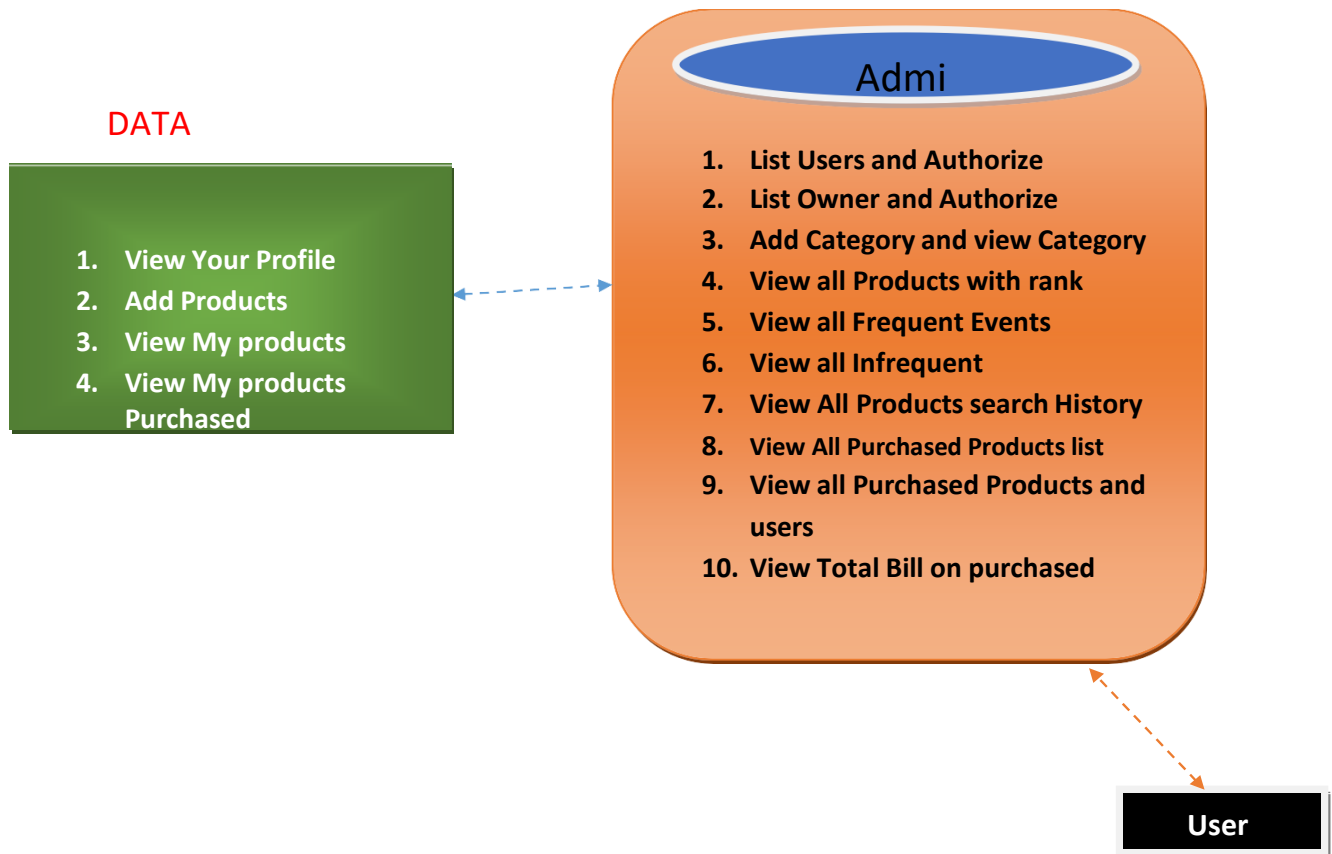 DATA
1. View Your Profile
2. Add Products
3. View My products
4. View My products
Purchased
Admi
1. List Users and Authorize
2. List Owner and Authorize
3. Add Category and view Category
4. View all Products with rank
5. View all Frequent Events
6. View all Infrequent
7. View All Products search History
8. View All Purchased Products list
9. View all Purchased Products and
users
10. View Total Bill on purchased
User